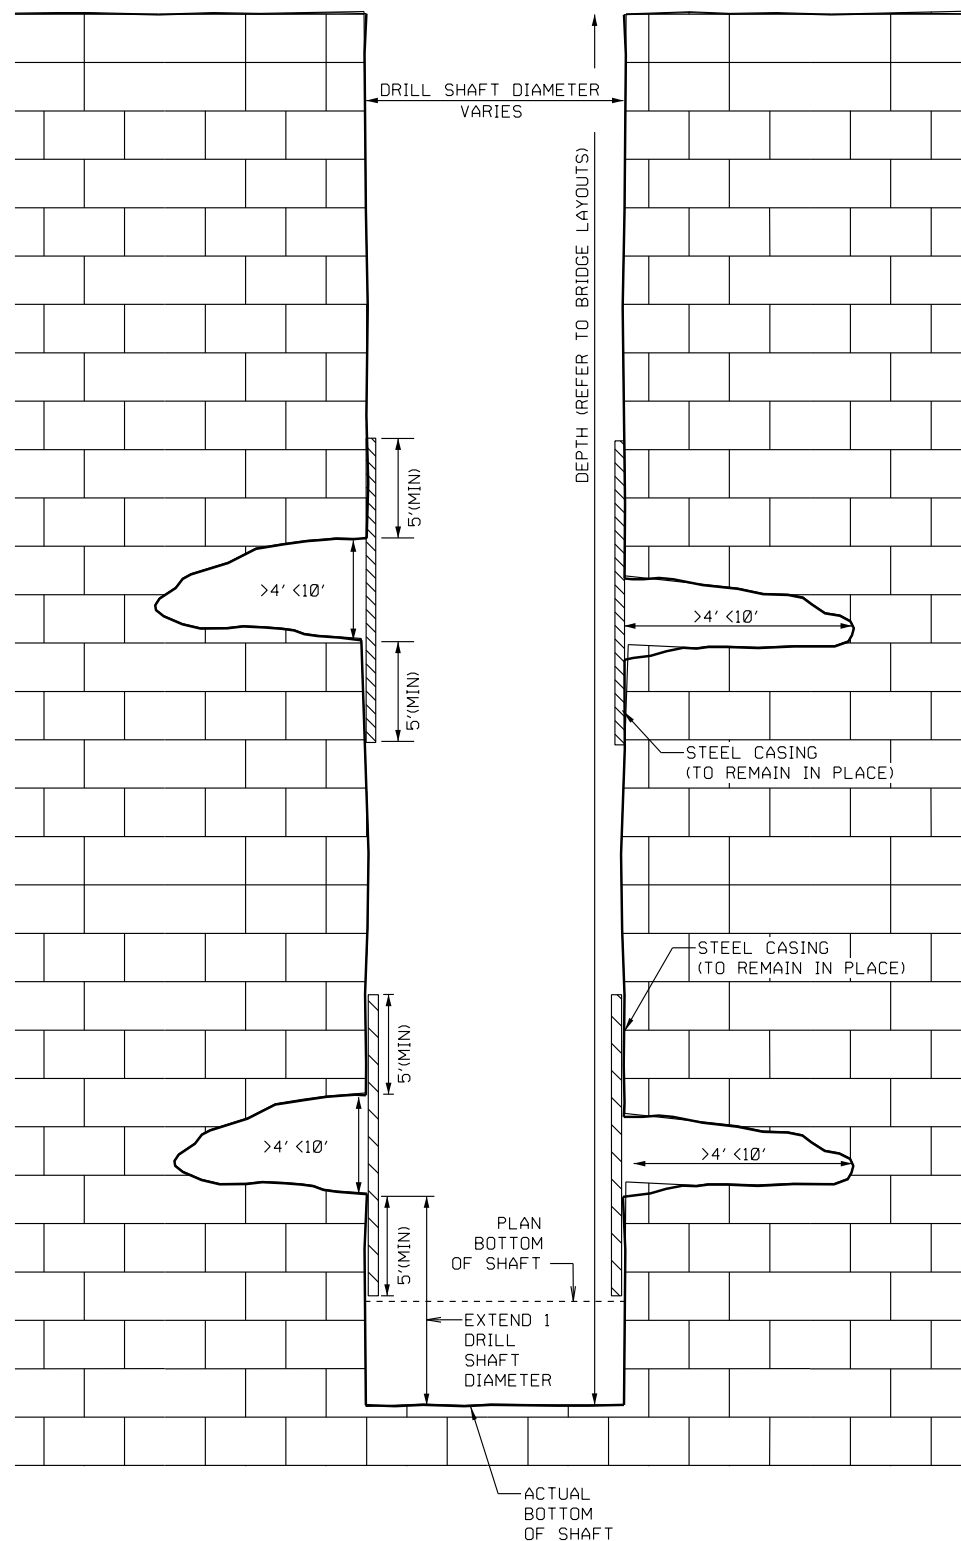 DRILL SHAFT DIAMETER
VARIES
DEPTH (REFER TO BRIDGE LAYOUTS)
5'(MIN)
>4' <10'
>4' <10'
5'(MIN)
STEEL CASING
(TO REMAIN IN PLACE)
STEEL CASING
(TO REMAIN IN PLACE)
5'(MIN)
>4' <10'
>4' <10'
5'(MIN)
PLAN
BOTTOM
OF SHAFT
EXTEND 1
DRILL
SHAFT
DIAMETER
ACTUAL
BOTTOM
OF SHAFT